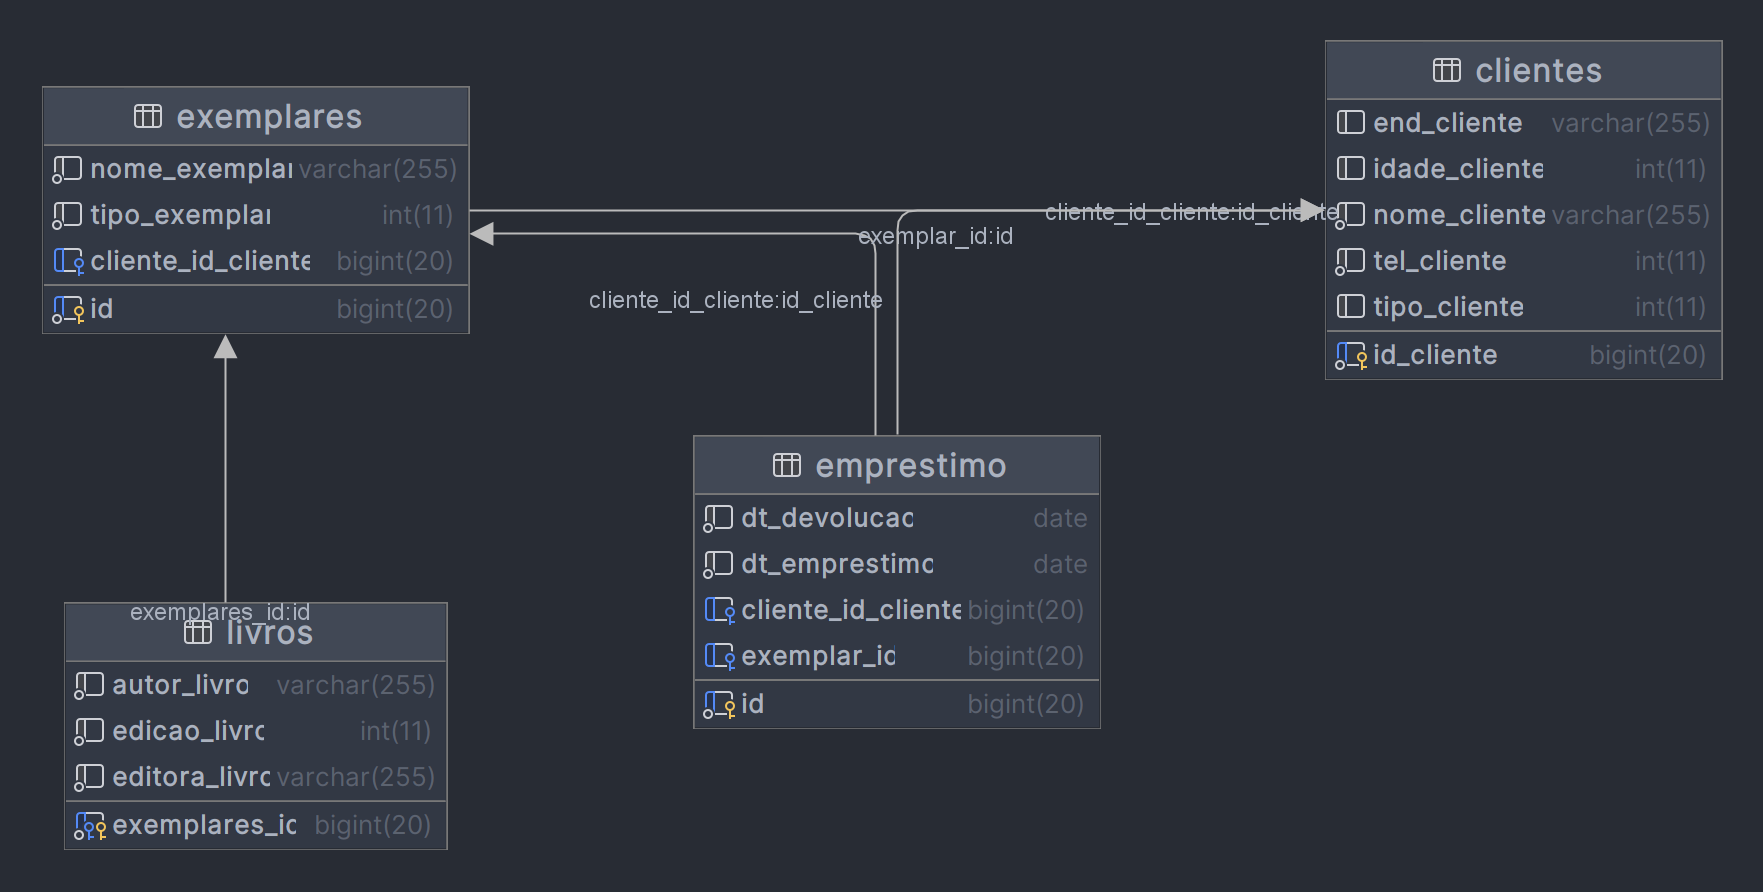 exemplares
nome_exemplar varchar(255)
tipo_exemplar int(11)
cliente_id_cliente bigint(20)
id bigint(20)
clientes
end_cliente varchar(255)
idade_cliente int(11)
nome_cliente varchar(255)
tel_cliente int(11)
tipo_cliente int(11)
id_cliente bigint(20)
cliente_id_cliente:id_cliente
exemplar_id:id
cliente_id_cliente:id_cliente
emprestimo
dt_devolucao date
dt_emprestimo date
cliente_id_cliente bigint(20)
exemplar_id bigint(20)
id bigint(20)
exemplares_id:id
livros
autor_livro varchar(255)
edicao_livro int(11)
editora_livro varchar(255)
exemplares_id bigint(20)